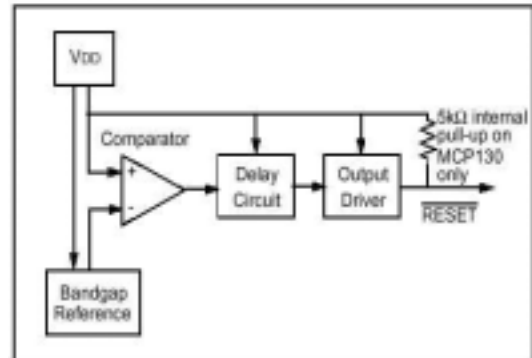 VDD
Comparator
+
-
Delay
Circuit
Output
Driver
5kΩ internal
pull-up on
MCP130
only
RESET
Bandgap
Reference